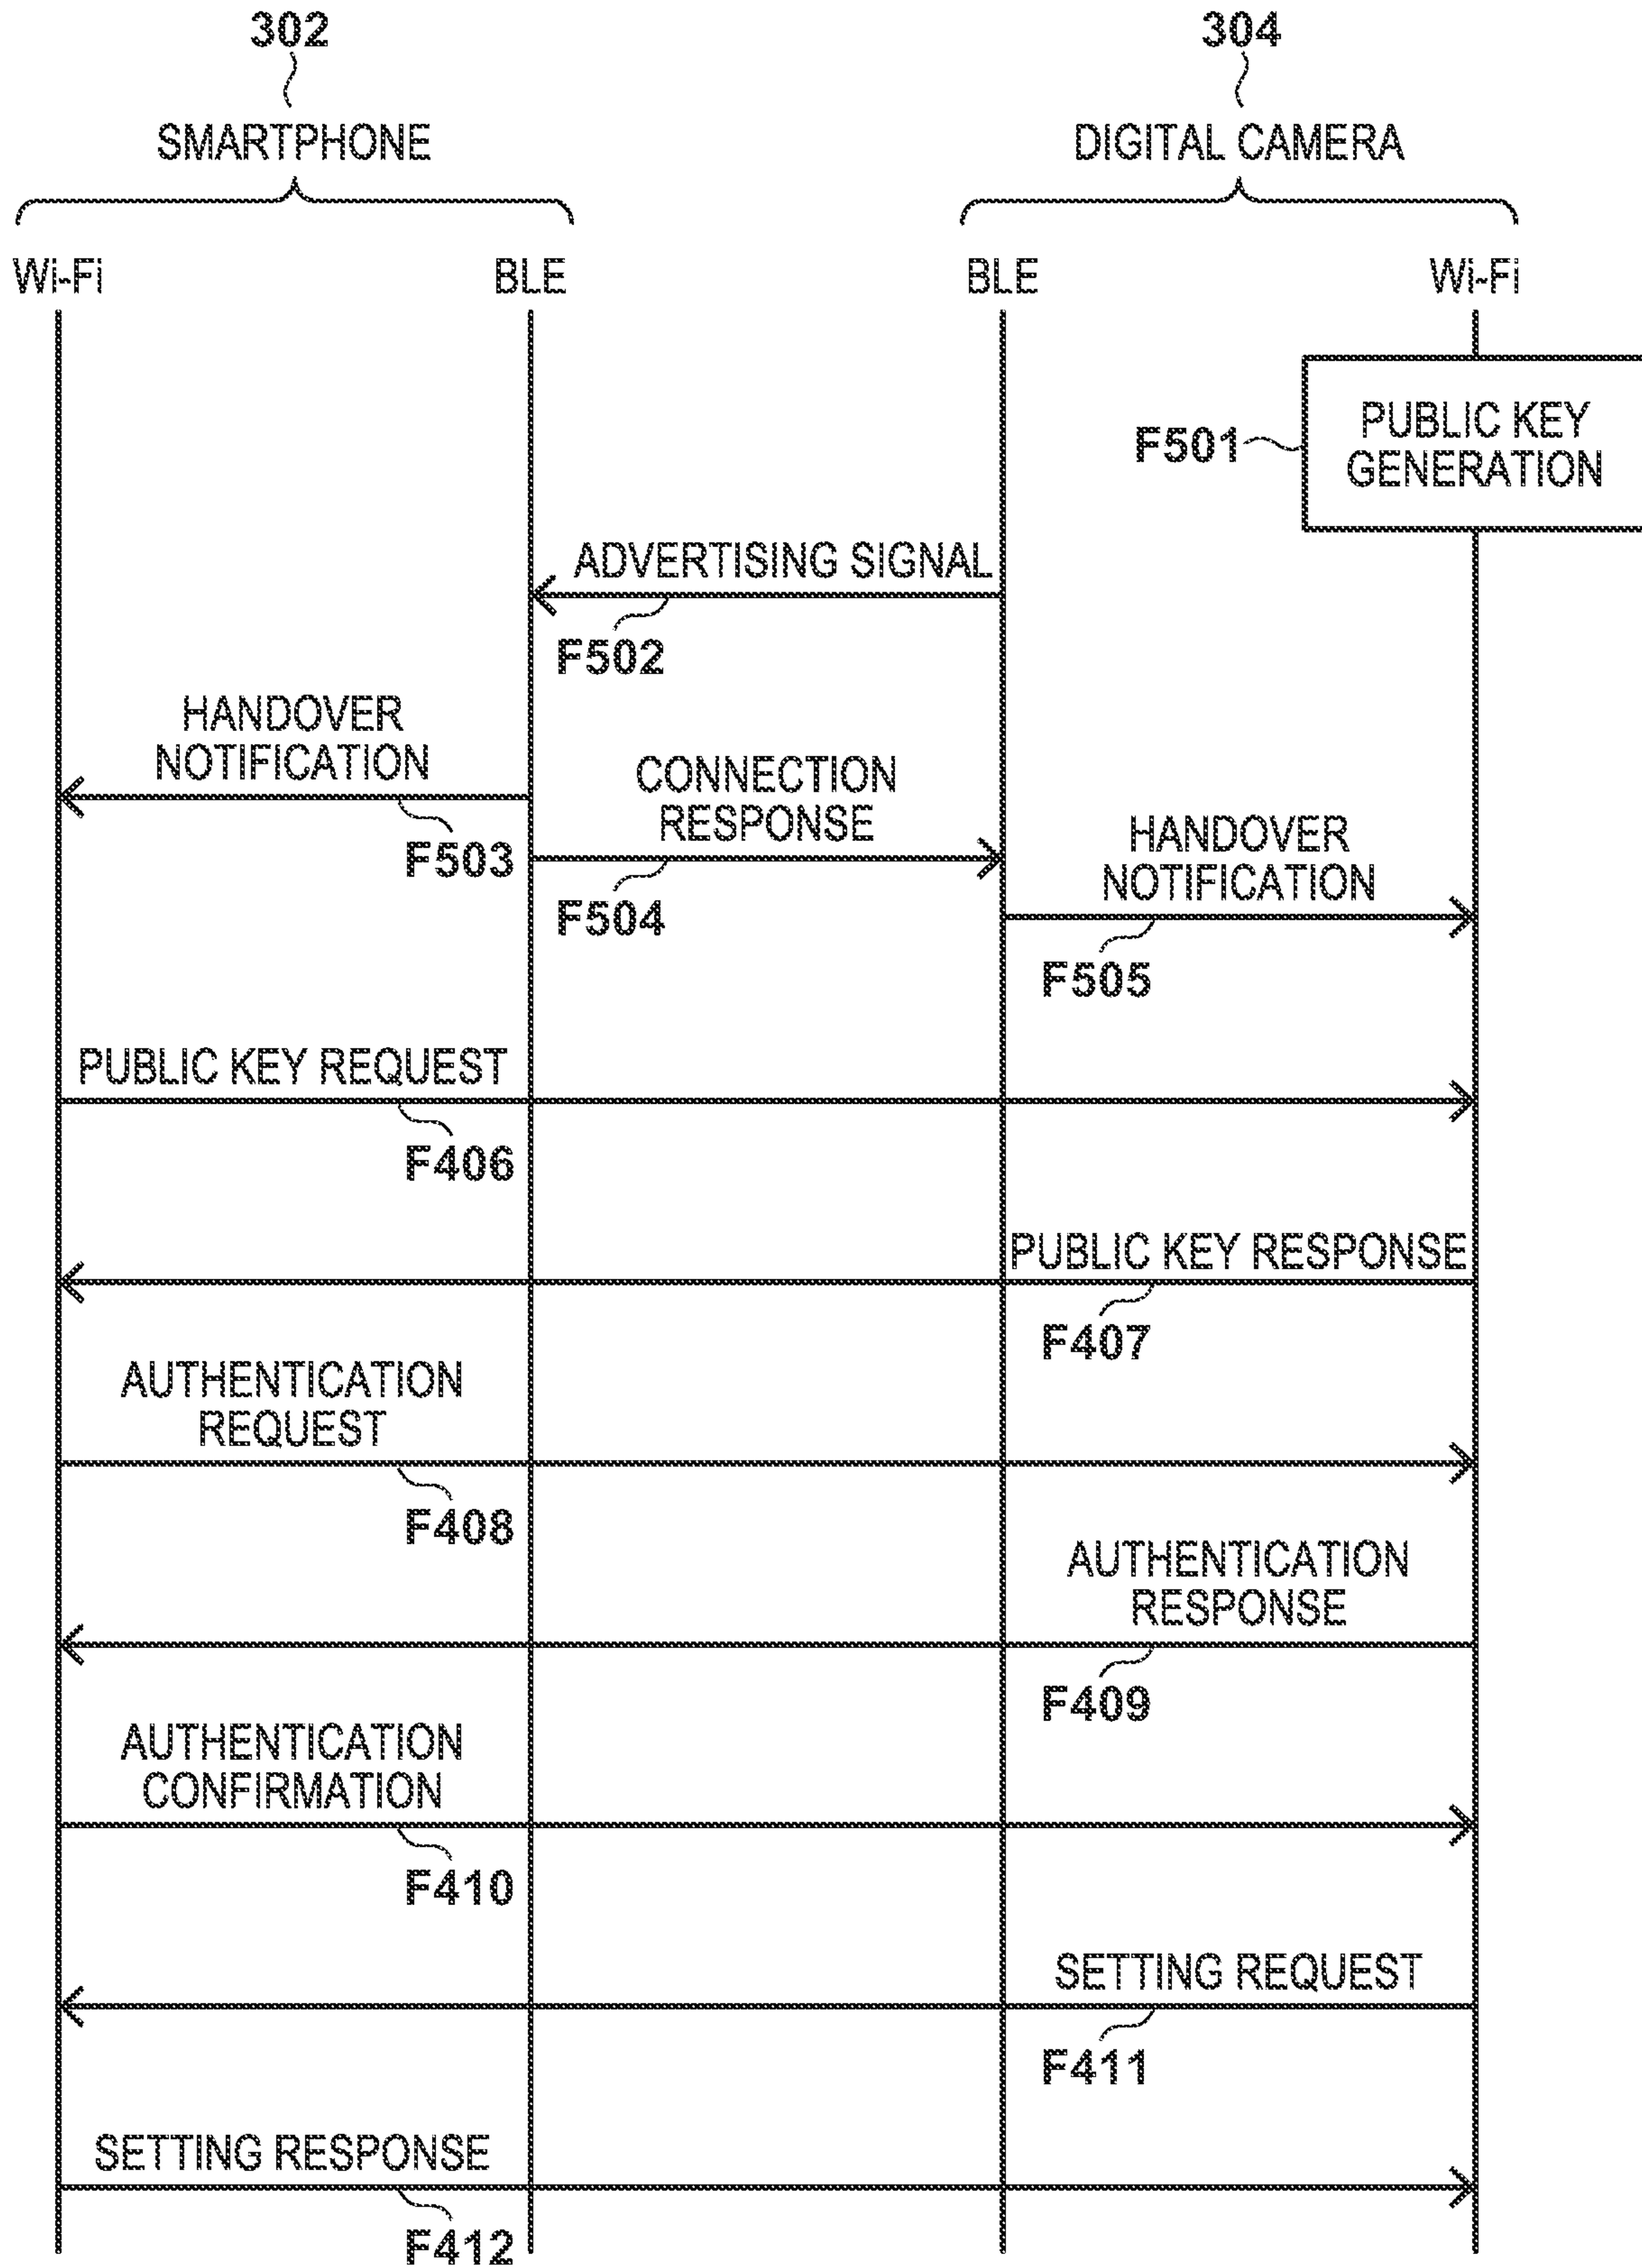 302
304
SMARTPHONE
DIGITAL CAMERA
Wi-Fi
BLE
BLE
Wi-Fi
F501
PUBLIC KEY
GENERATION
ADVERTISING SIGNAL
F502
HANDOVER
NOTIFICATION
F503
CONNECTION
RESPONSE
F504
HANDOVER
NOTIFICATION
F505
PUBLIC KEY REQUEST
F406
PUBLIC KEY RESPONSE
F407
AUTHENTICATION
REQUEST
F408
AUTHENTICATION
RESPONSE
F409
AUTHENTICATION
CONFIRMATION
F410
SETTING REQUEST
F411
SETTING RESPONSE
F412